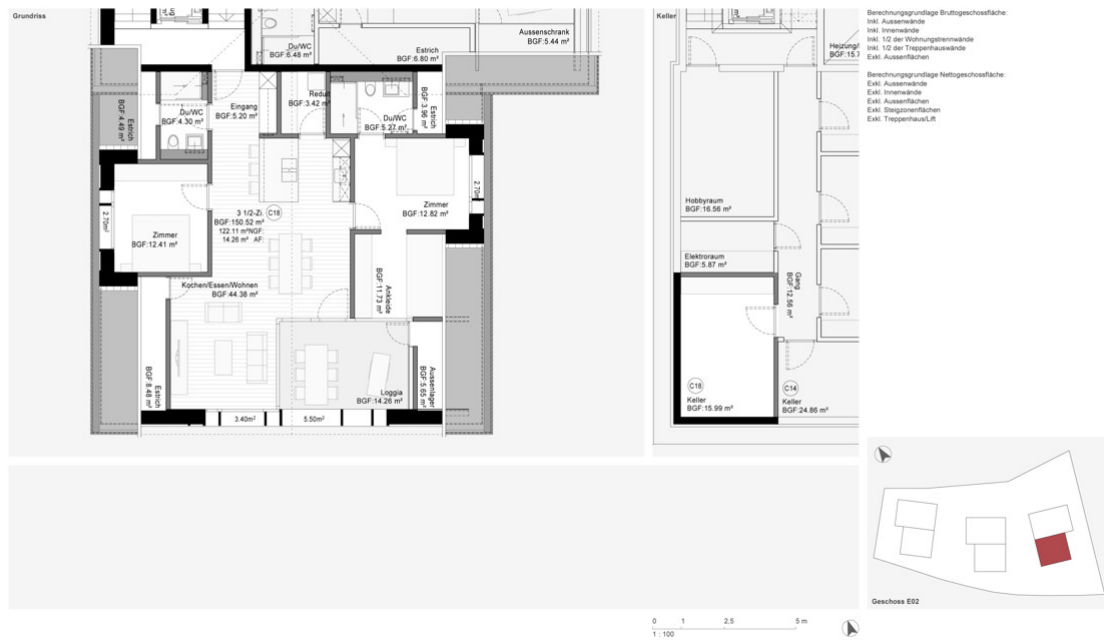 Grundriss
Du/WC
BGF:6.48 m²
Estrich
BGF:6.80 m²
Aussenschrank
BGF:5.44 m²
Estrich
BGF:4.49 m²
Du/WC
BGF:4.30 m²
Eingang
BGF:5.20 m²
Reduit
BGF:3.42 m²
Du/WC
BGF:5.27 m²
Estrich
BGF:3.96 m²
2.70m²
Zimmer
BGF:12.41 m²
3 1/2-Zi.
C18
BGF:150.52 m²
122.11 m²NGF:
14.26 m² AF:
Zimmer
BGF:12.82 m²
Kochen/Essen/Wohnen
BGF:44.38 m²
Ankleide
BGF:11.73 m²
Estrich
BGF:8.48 m²
Loggia
BGF:14.26 m²
Aussenlager
BGF:5.65 m²
3.40m²
5.50m²
Keller
Hobbyraum
BGF:16.56 m²
Elektroraum
BGF:5.87 m²
Gang
BGF:12.56 m²
C18
Keller
BGF:15.99 m²
C14
Keller
BGF:24.86 m²
Berechnungsgrundlage Bruttogeschossfläche:
Inkl. Aussenwände
Inkl. Innenwände
Inkl. 1/2 der Wohnungstrennwände
Inkl. 1/2 der Treppenhauswände
Exkl. Aussenflächen
Berechnungsgrundlage Nettogeschossfläche:
Exkl. Aussenwände
Exkl. Innenwände
Exkl. Aussenflächen
Exkl. Steigzonenflächen
Exkl. Treppenhaus/Lift
Geschoss E02
0 1 2.5 5 m
1 : 100